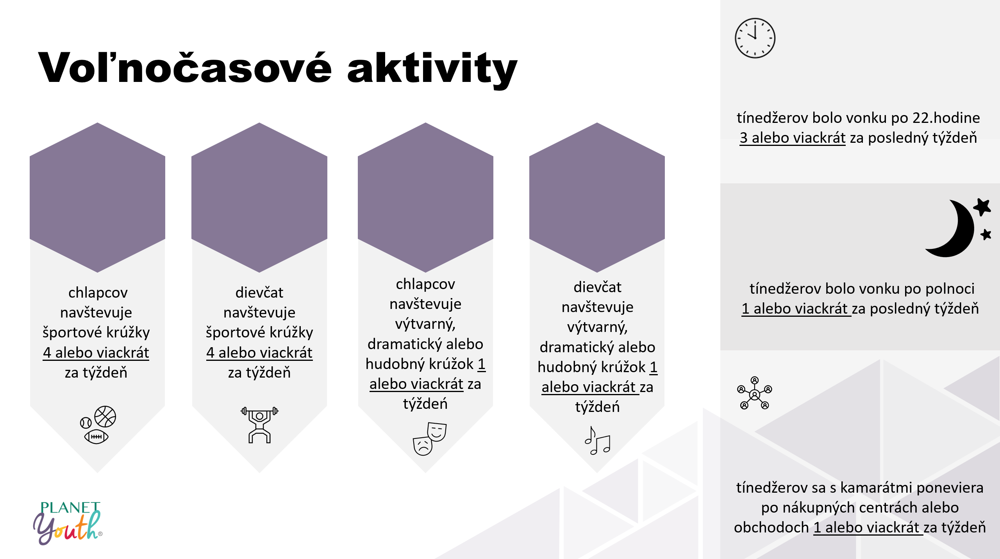 Voľnočasové aktivity
chlapcov
navštevuje
športové krúžky
4 alebo viackrát
za týždeň
dievčat
navštevuje
športové krúžky
4 alebo viackrát
za týždeň
chlapcov
navštevuje
výtvarný,
dramatický alebo
hudobný krúžok 1
alebo viackrát za
týždeń
dievčat
navštevuje
výtvarný,
dramatický alebo
hudobný krúžok 1
alebo viackrát za
týždeń
tínedžerov bolo vonku po 22.hodine
3 alebo viackrát za posledný týždeň
tínedžerov bolo vonku po polnoci
1 alebo viackrát za posledný týždeň
tínedžerov sa s kamarátmi poneviera
po nákupných centrách alebo
obchodoch 1 alebo viackrát za týždeň
PLANET
Youth®